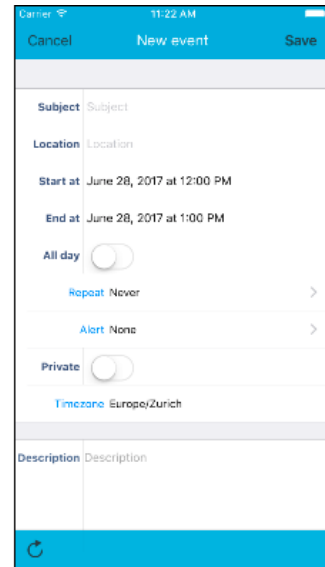 Carrier 11:22 AM
Cancel New event Save
Subject Subject
Location Location
Start at June 28, 2017 at 12:00 PM
End at June 28, 2017 at 1:00 PM
All day
Repeat Never
Alert None
Private
Timezone Europe/Zurich
Description Description